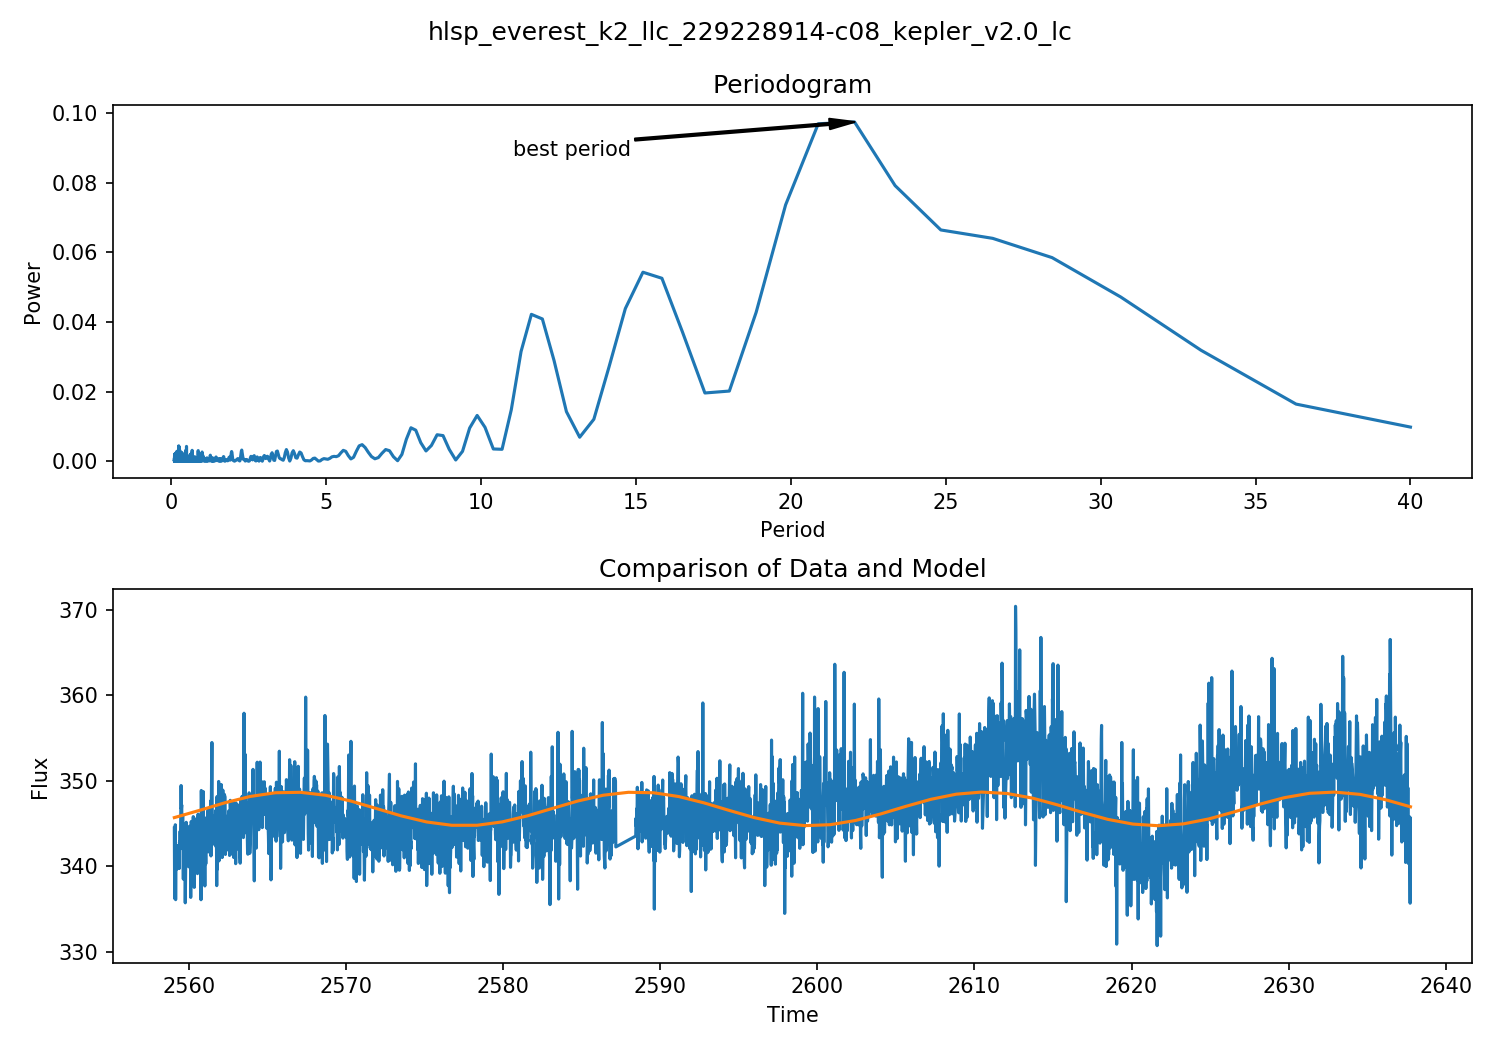 hlsp_everest_k2_llc_229228914-c08_kepler_v2.0_lc
Periodogram
0.10
0.08
0.06
0.04
0.02
0.00
Power
best period
0 5 10 15 20 25 30 35 40
Period
Comparison of Data and Model
370
360
350
340
330
Flux
2560 2570 2580 2590 2600 2610 2620 2630 2640
Time